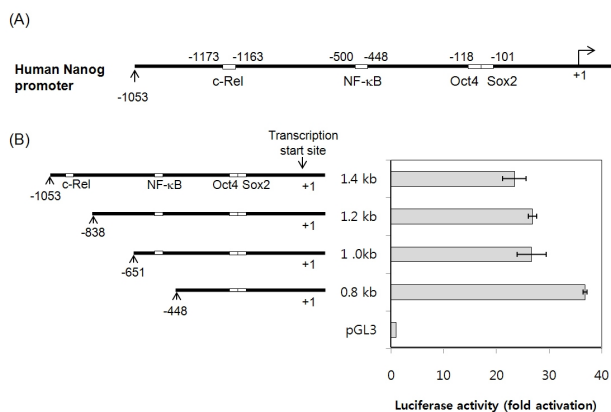 (A)
-1173 -1163 -500 -448 -118 -101
Human Nanog
promoter
c-Rel NF-κB Oct4 Sox2 +1
-1053
(B)
Transcription
start site
c-Rel NF-κB Oct4 Sox2 +1 1.4 kb
-1053
-838 +1 1.2 kb
-651 +1 1 .0kb
-448 +1 0.8 kb
pGL3
0 10 20 30 40
Luciferase activity (fold activation)